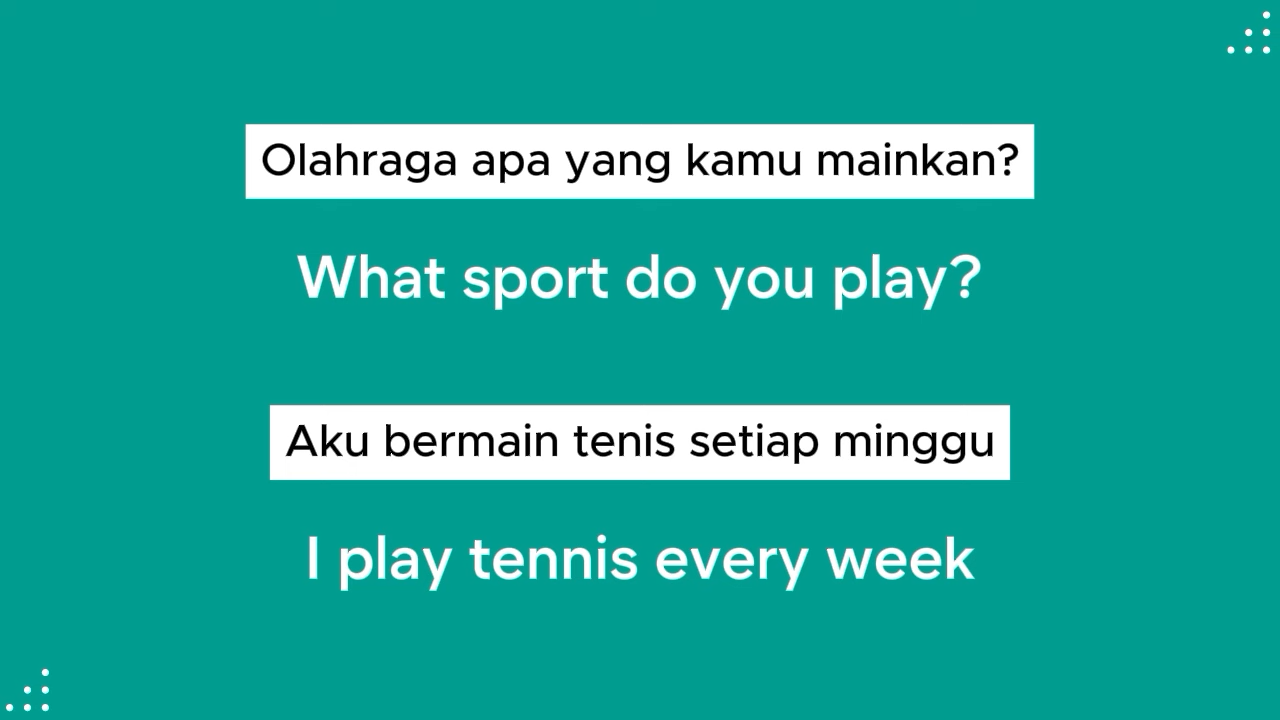 Olahraga apa yang kamu mainkan?
What sport do you play?
Aku bermain tenis setiap minggu
I play tennis every week